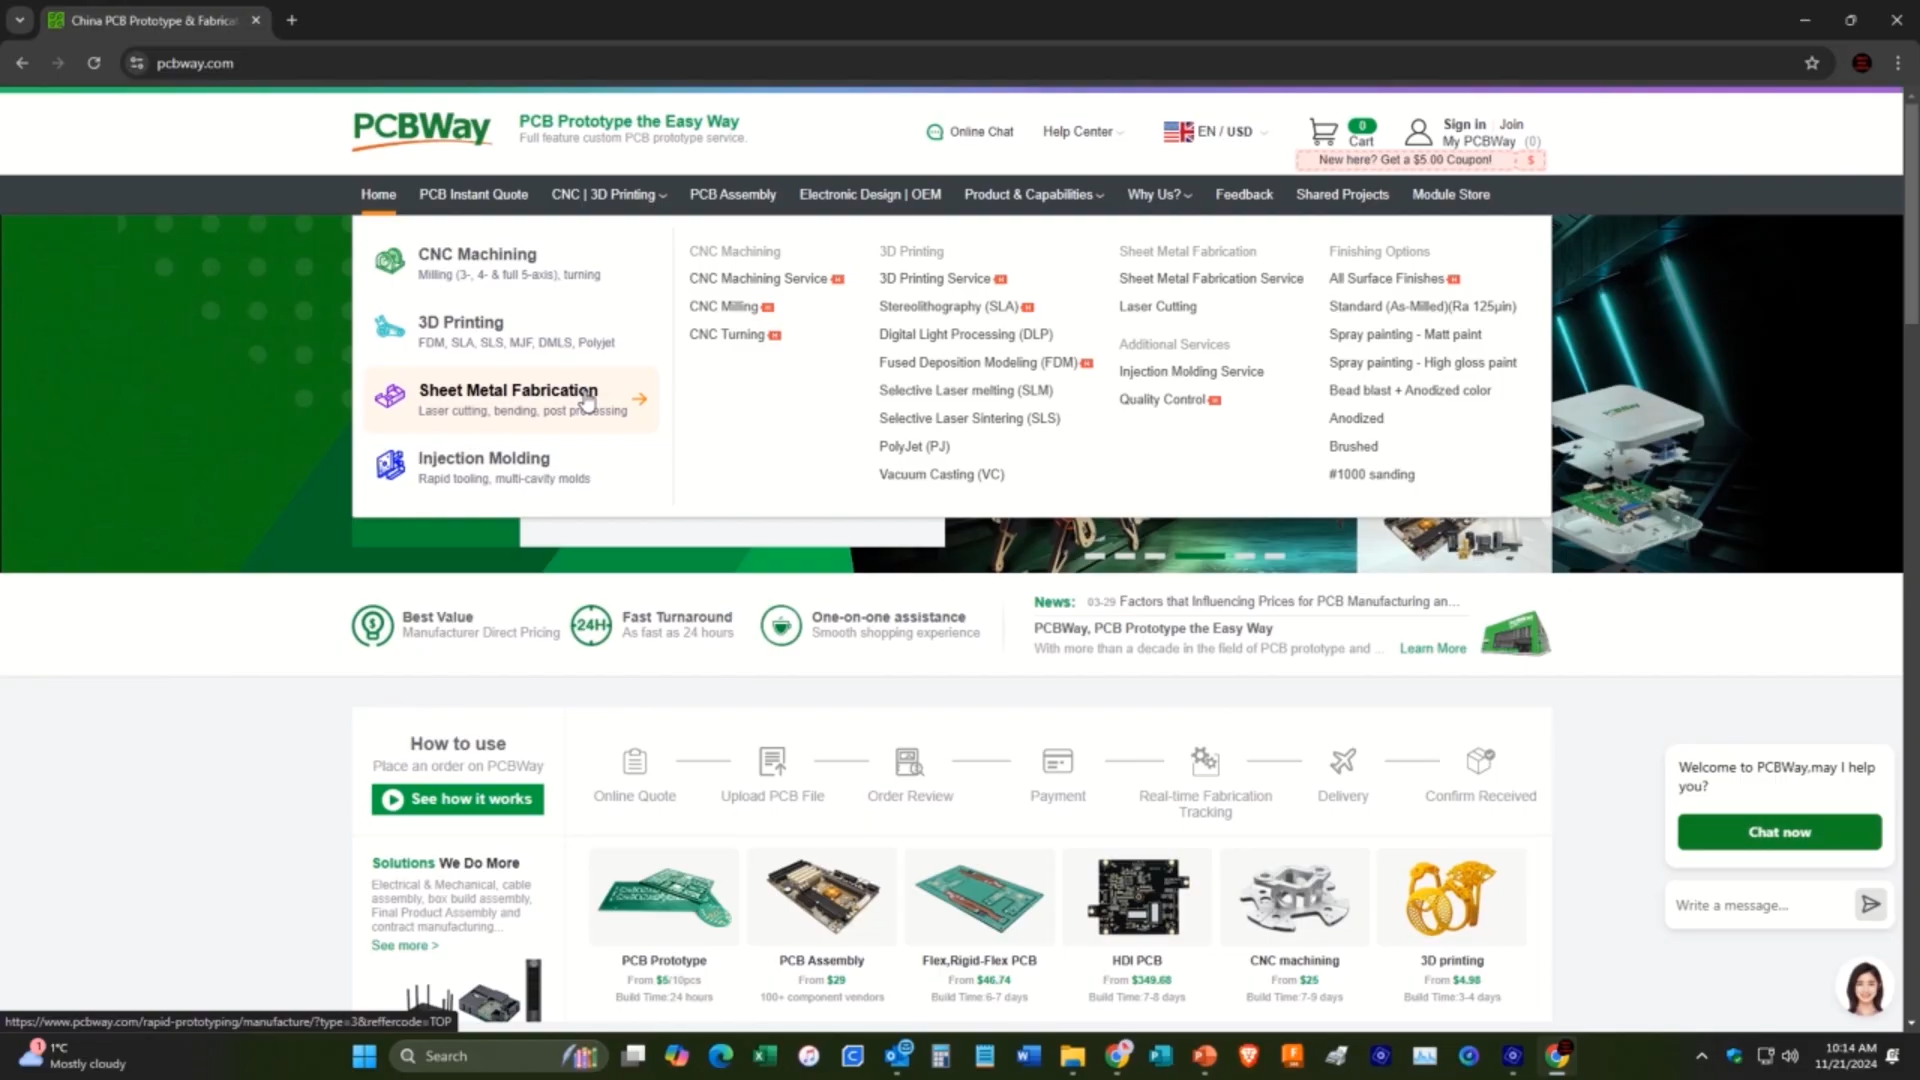 China PCB Prototype & Fabrica
pcbway.com
PCBWay
PCB Prototype the Easy Way
Full feature custom PCB prototype service.
Online Chat
Help Center
EN / USD
0
Cart
Sign in
Join
My PCBWay (0)
New here? Get a $5.00 Coupon!
$
Home
PCB Instant Quote
CNC | 3D Printing
PCB Assembly
Electronic Design | OEM
Product & Capabilities
Why Us?
Feedback
Shared Projects
Module Store
CNC Machining
Milling (3-, 4- & full 5-axis), turning
3D Printing
FDM, SLA, SLS, MJF, DMLS, Polyjet
Sheet Metal Fabrication
Laser cutting, bending, post processing
Injection Molding
Rapid tooling, multi-cavity molds
CNC Machining
CNC Machining Service
CNC Milling
CNC Turning
3D Printing
3D Printing Service
Stereolithography (SLA)
Digital Light Processing (DLP)
Fused Deposition Modeling (FDM)
Selective Laser melting (SLM)
Selective Laser Sintering (SLS)
PolyJet (PJ)
Vacuum Casting (VC)
Sheet Metal Fabrication
Sheet Metal Fabrication Service
Laser Cutting
Additional Services
Injection Molding Service
Quality Control
Finishing Options
All Surface Finishes
Standard (As-Milled)(Ra 125µin)
Spray painting - Matt paint
Spray painting - High gloss paint
Bead blast + Anodized color
Anodized
Brushed
#1000 sanding
Best Value
Manufacturer Direct Pricing
24H
Fast Turnaround
As fast as 24 hours
One-on-one assistance
Smooth shopping experience
News: 03-29 Factors that Influencing Prices for PCB Manufacturing an...
PCBWay, PCB Prototype the Easy Way
With more than a decade in the field of PCB prototype and ... Learn More
How to use
Place an order on PCBWay
See how it works
Online Quote
Upload PCB File
Order Review
Payment
Real-time Fabrication
Tracking
Delivery
Confirm Received
Solutions We Do More
Electrical & Mechanical, cable
assembly, box build assembly,
Final Product Assembly and
contract manufacturing...
See more >
PCB Prototype
From $5/10pcs
Build Time:24 hours
PCB Assembly
From $29
100+ component vendors
Flex,Rigid-Flex PCB
From $46.74
Build Time:6-7 days
HDI PCB
From $349.68
Build Time:7-8 days
CNC machining
From $25
Build Time:7-9 days
3D printing
From $4.98
Build Time:3-4 days
Welcome to PCBWay,may I help
you?
Chat now
Write a message...
https://www.pcbway.com/rapid-prototyping/manufacture/?type=3&reffercode=TOP
1
1°C
Mostly cloudy
Search
10:14 AM
11/21/2024